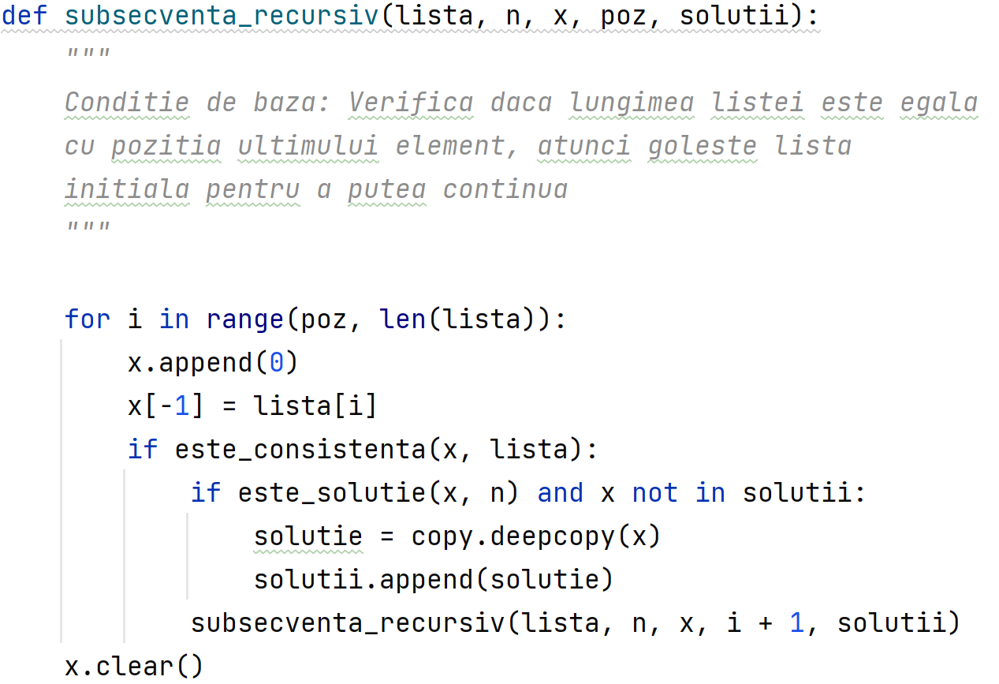 def subsecventa_recursiv(lista, n, x, poz, solutii):
    """
    Conditie de baza: Verifica daca lungimea listei este egala
    cu pozitia ultimului element, atunci goleste lista
    initiala pentru a putea continua
    """

    for i in range(poz, len(lista)):
        x.append(0)
        x[-1] = lista[i]
        if este_consistenta(x, lista):
            if este_solutie(x, n) and x not in solutii:
                solutie = copy.deepcopy(x)
                solutii.append(solutie)
            subsecventa_recursiv(lista, n, x, i + 1, solutii)
    x.clear()